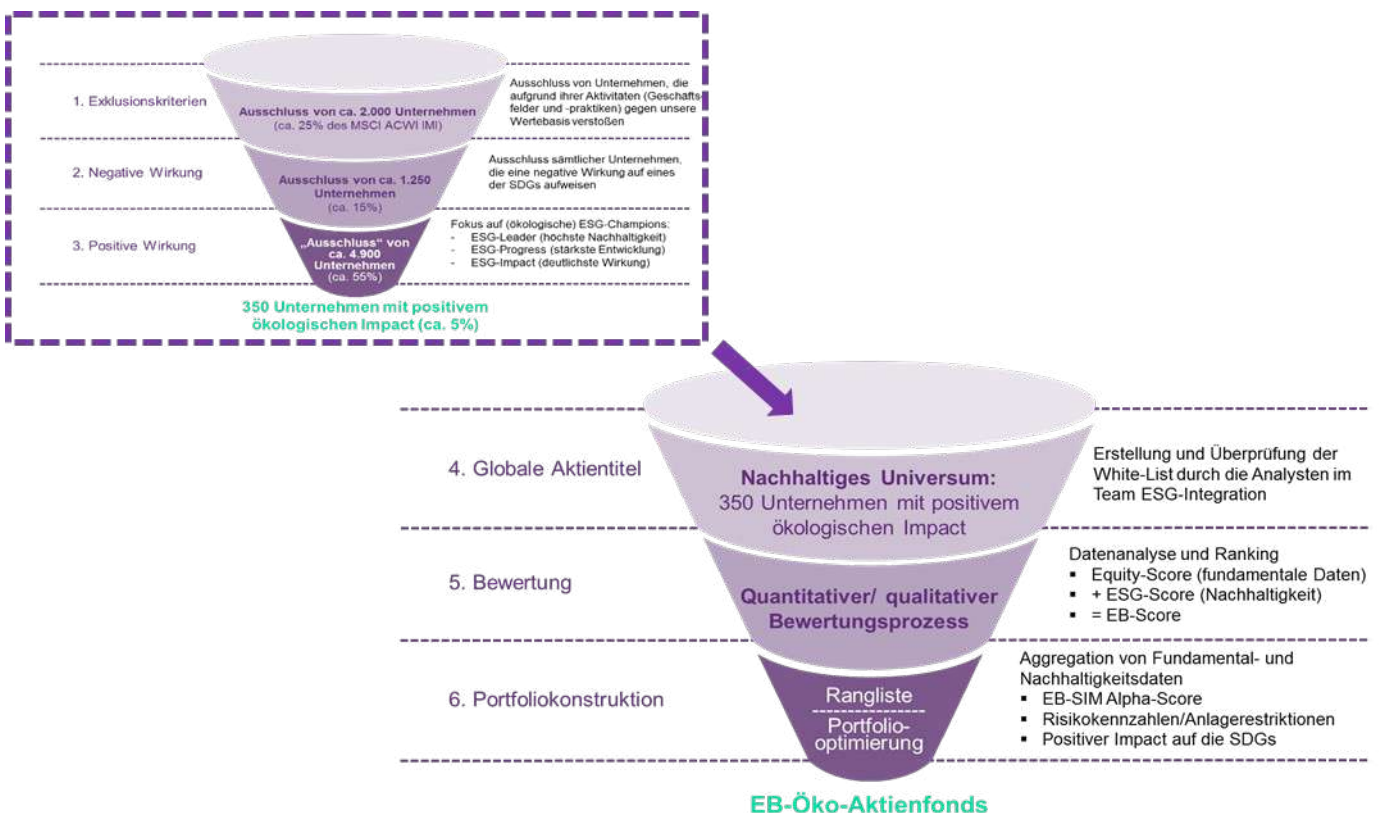 1. Exklusionskriterien
Ausschluss von ca. 2.000 Unternehmen
(ca. 25% des MSCI ACWI IMI)
Ausschluss von Unternehmen, die
aufgrund ihrer Aktivitäten (Geschäfts-
felder und -praktiken) gegen unsere
Wertebasis verstoßen
2. Negative Wirkung
Ausschluss von ca. 1.250
Unternehmen
(ca. 15%)
Ausschluss sämtlicher Unternehmen,
die eine negative Wirkung auf eines
der SDGs aufweisen
3. Positive Wirkung
„Ausschluss" von
ca. 4.900
Unternehmen
(ca. 55%)
Fokus auf (ökologische) ESG-Champions:
- ESG-Leader (höchste Nachhaltigkeit)
- ESG-Progress (stärkste Entwicklung)
- ESG-Impact (deutlichste Wirkung)
350 Unternehmen mit positivem
ökologischen Impact (ca. 5%)
4. Globale Aktientitel
Nachhaltiges Universum:
350 Unternehmen mit positivem
ökologischen Impact
Erstellung und Überprüfung der
White-List durch die Analysten im
Team ESG-Integration
5. Bewertung
Quantitativer/ qualitativer
Bewertungsprozess
Datenanalyse und Ranking
▪ Equity-Score (fundamentale Daten)
▪ + ESG-Score (Nachhaltigkeit)
▪ = EB-Score
6. Portfoliokonstruktion
Rangliste
Portfolio-
optimierung
Aggregation von Fundamental- und
Nachhaltigkeitsdaten
▪ EB-SIM Alpha-Score
▪ Risikokennzahlen/Anlagerestriktionen
▪ Positiver Impact auf die SDGs
EB-Öko-Aktienfonds